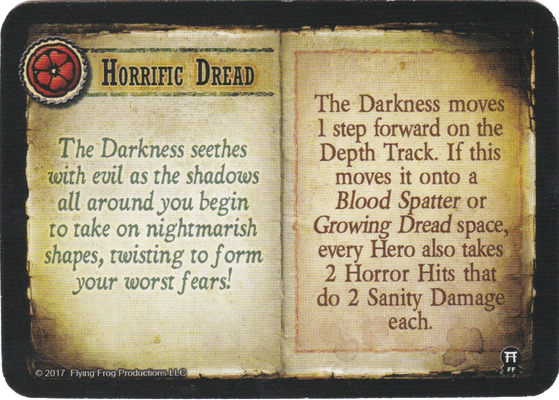 HORRIFIC DREAD
The Darkness seethes
with evil as the shadows
all around you begin
to take on nightmarish
shapes, twisting to form
your worst fears!
The Darkness moves
1 step forward on the
Depth Track. If this
moves it onto a
Blood Spatter or
Growing Dread space,
every Hero also takes
2 Horror Hits that
do 2 Sanity Damage
each.
© 2017 Flying Frog Productions LLC
FF